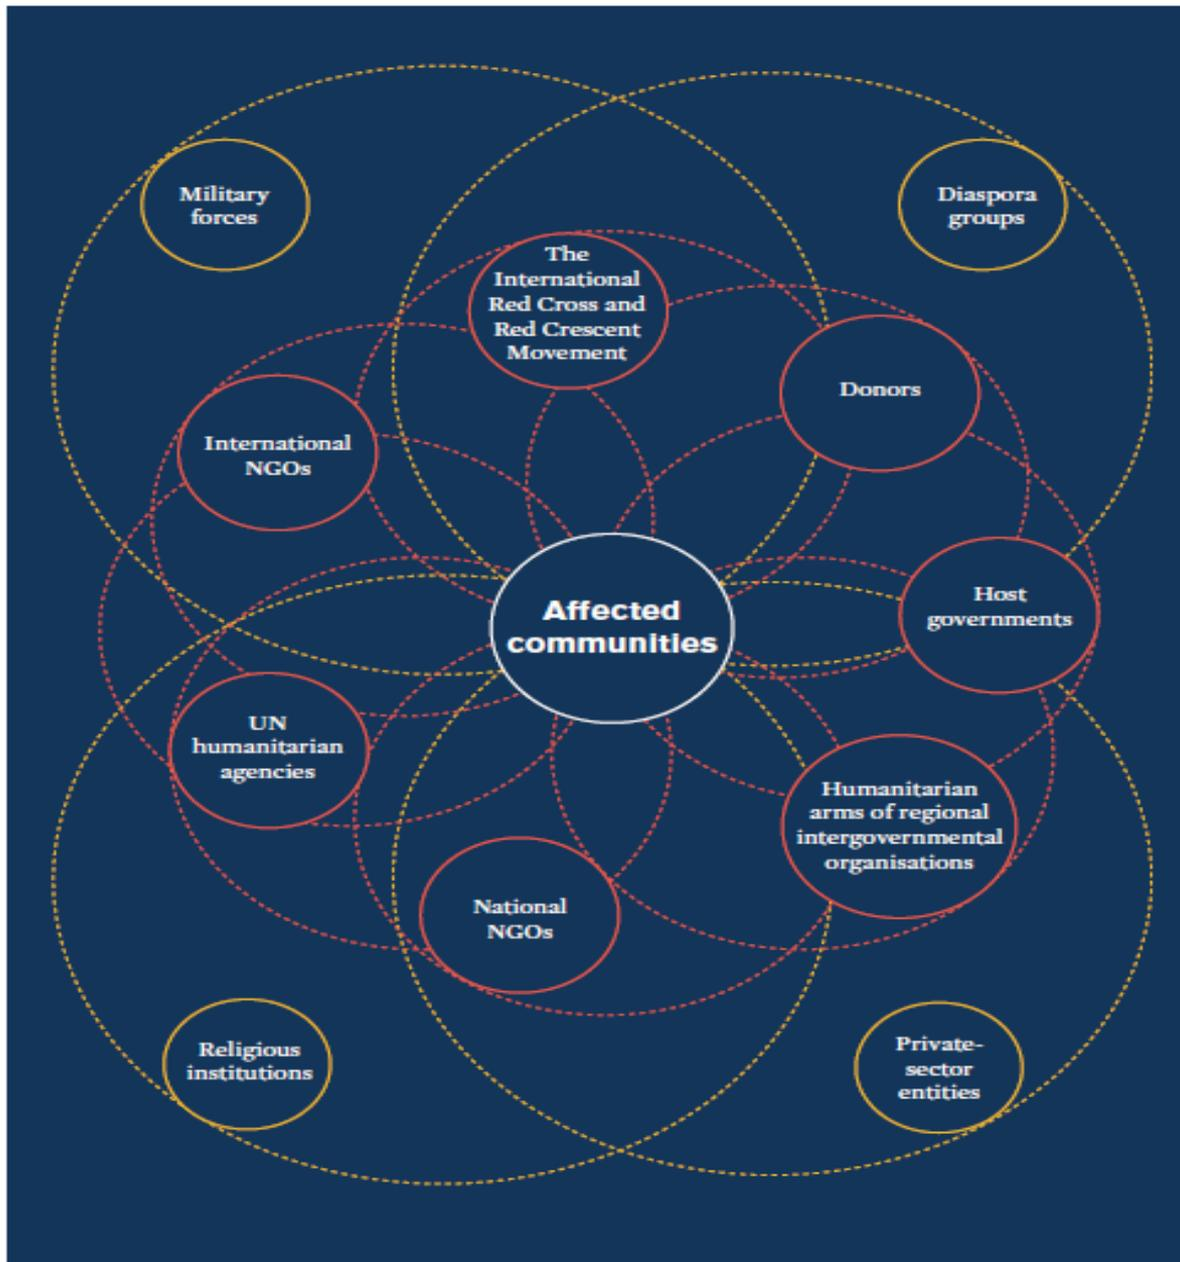 Military
forces
Diaspora
groups
The
International
Red Cross and
Red Crescent
Movement
Donors
International
NGOs
Host
governments
Affected
communities
UN
humanitarian
agencies
Humanitarian
arms of regional
intergovernmental
organisations
National
NGOs
Religious
institutions
Private-
sector
entities